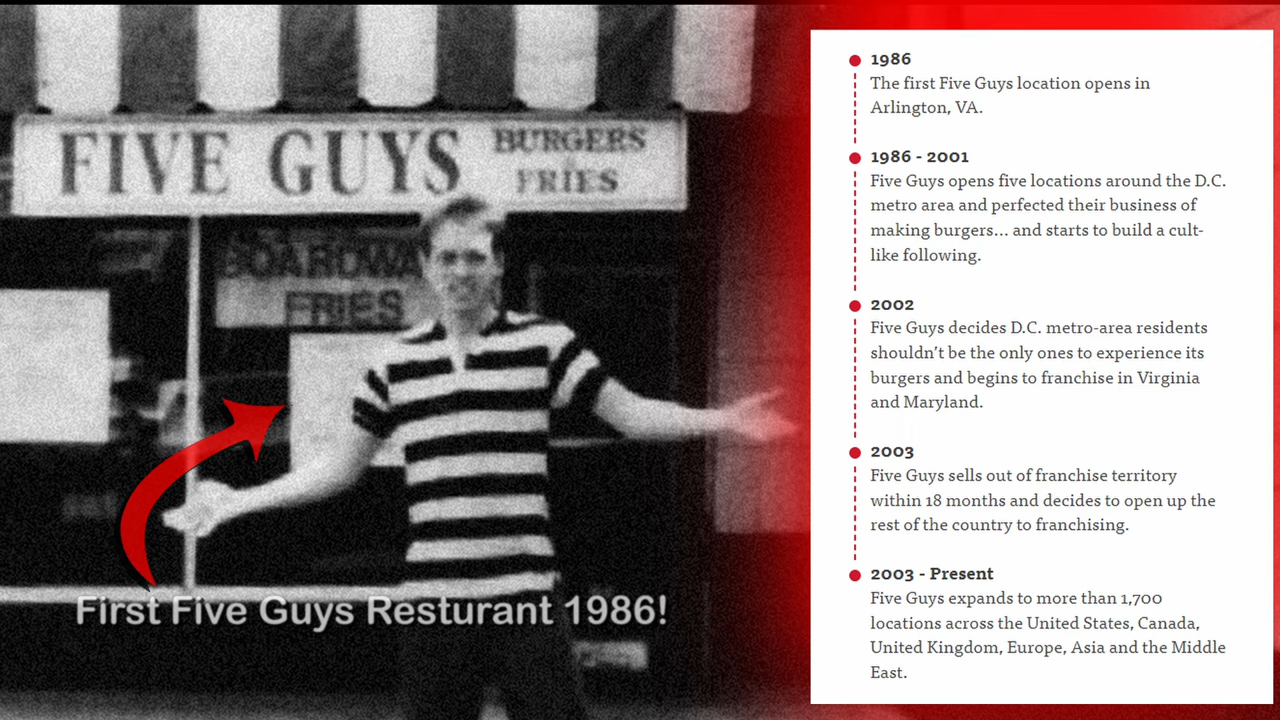 FIVE GUYS BURGERS
FRIES
FRIES
First Five Guys Resturant 1986!
1986
The first Five Guys location opens in
Arlington, VA.
1986 - 2001
Five Guys opens five locations around the D.C.
metro area and perfected their business of
making burgers... and starts to build a cult-
like following.
2002
Five Guys decides D.C. metro-area residents
shouldn't be the only ones to experience its
burgers and begins to franchise in Virginia
and Maryland.
2003
Five Guys sells out of franchise territory
within 18 months and decides to open up the
rest of the country to franchising.
2003 - Present
Five Guys expands to more than 1,700
locations across the United States, Canada,
United Kingdom, Europe, Asia and the Middle
East.